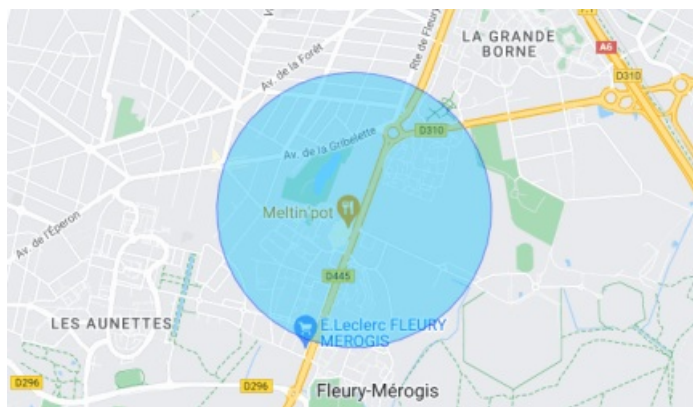 LA GRANDE
BORNE
A6
D310
Rte de Fleury
Av. de la Forêt
D310
Av. de la Gribelette
Meltin'pot
Av. de l'Éperon
D445
LES AUNETTES
E.Leclerc FLEURY
MEROGIS
D296
D296
Fleury-Mérogis